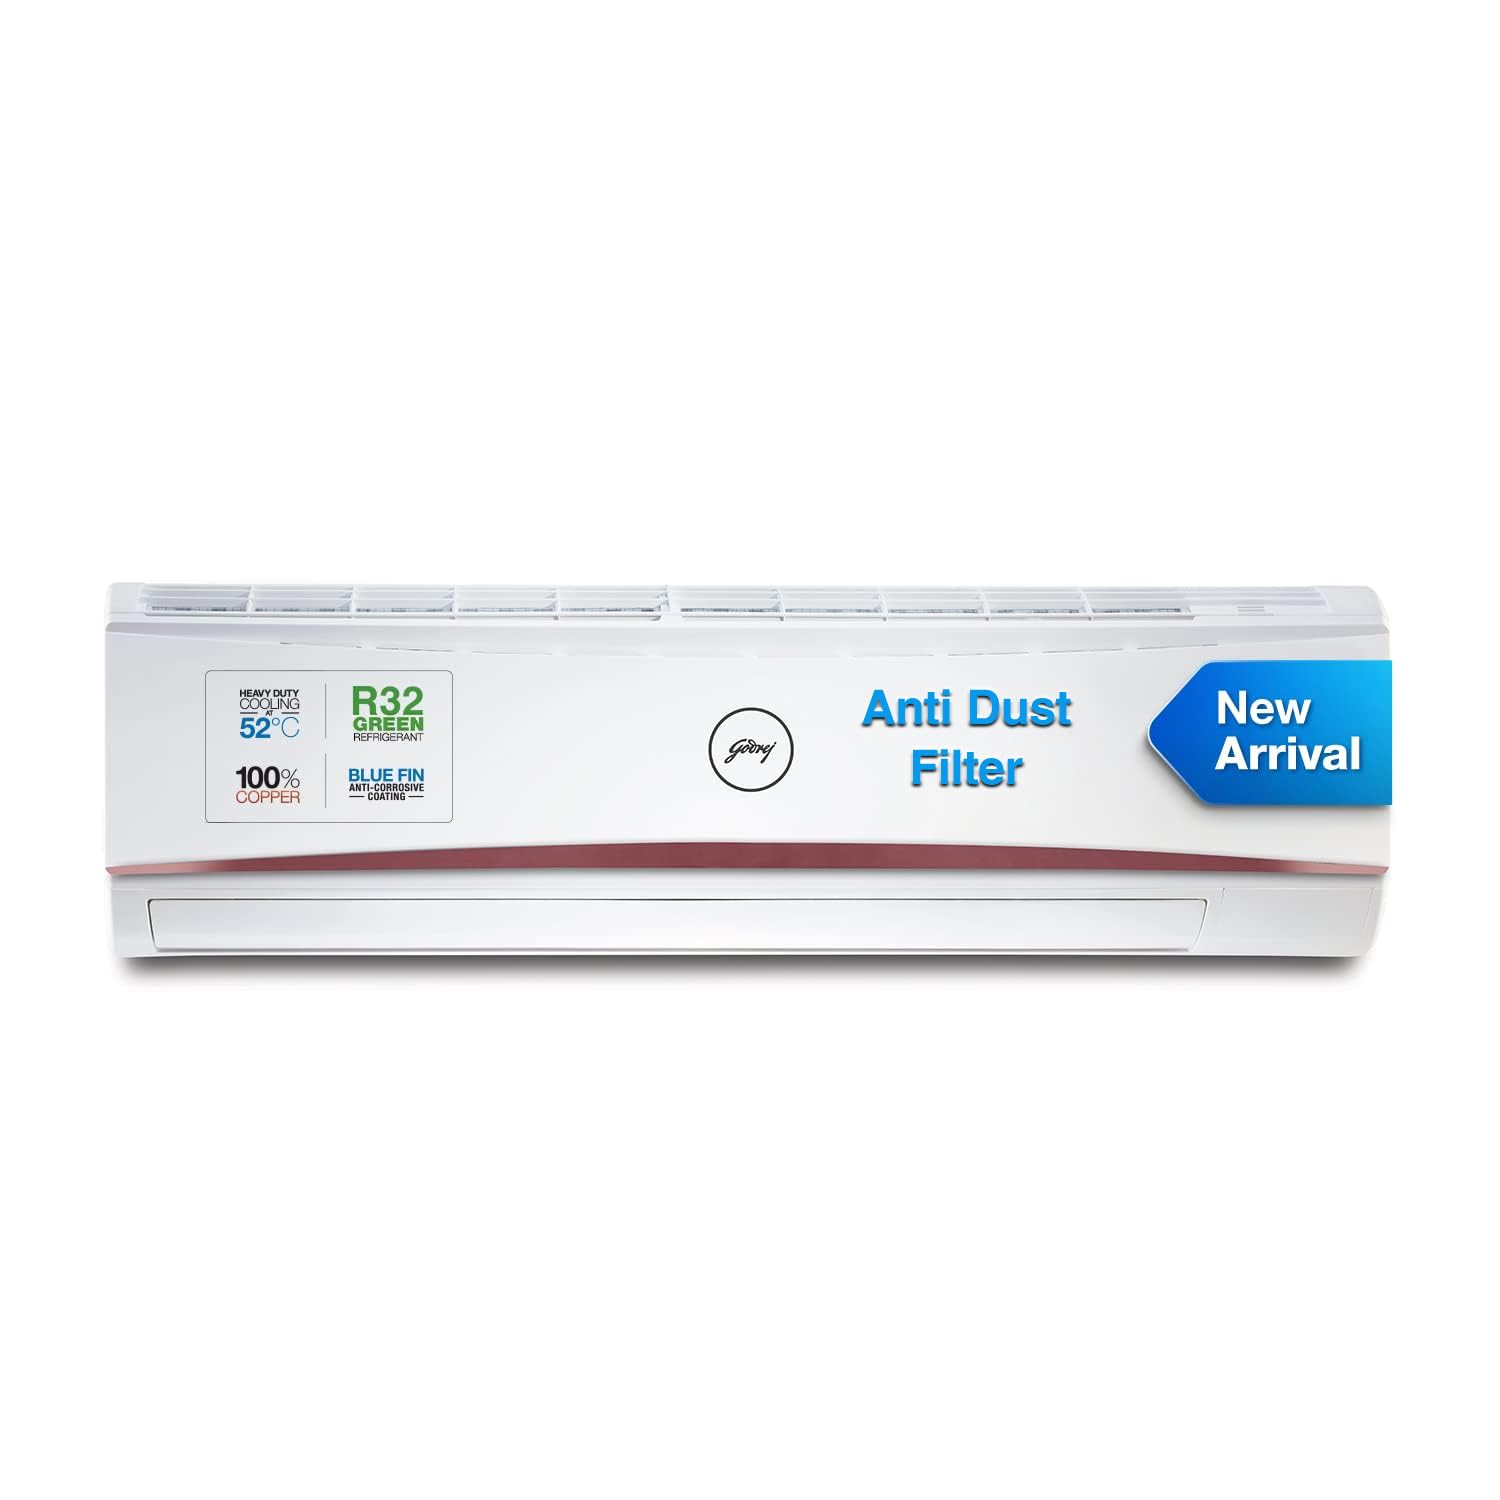 HEAVY DUTY
COOLING
AT
52°C
R32
GREEN
REFRIGERANT
100%
COPPER
BLUE FIN
ANTI-CORROSIVE
COATING
Godrej
Anti Dust
Filter
New
Arrival